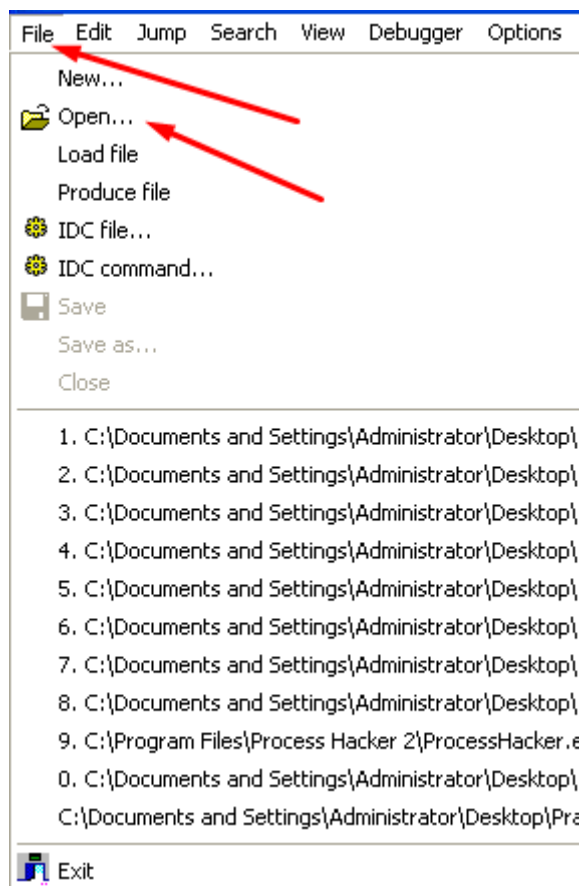 File Edit Jump Search View Debugger Options
New...
Open...
Load file
Produce file
IDC file...
IDC command...
Save
Save as...
Close
1. C:\Documents and Settings\Administrator\Desktop\
2. C:\Documents and Settings\Administrator\Desktop\
3. C:\Documents and Settings\Administrator\Desktop\
4. C:\Documents and Settings\Administrator\Desktop\
5. C:\Documents and Settings\Administrator\Desktop\
6. C:\Documents and Settings\Administrator\Desktop\
7. C:\Documents and Settings\Administrator\Desktop\
8. C:\Documents and Settings\Administrator\Desktop\
9. C:\Program Files\Process Hacker 2\ProcessHacker.e
0. C:\Documents and Settings\Administrator\Desktop\
C:\Documents and Settings\Administrator\Desktop\Pra
Exit